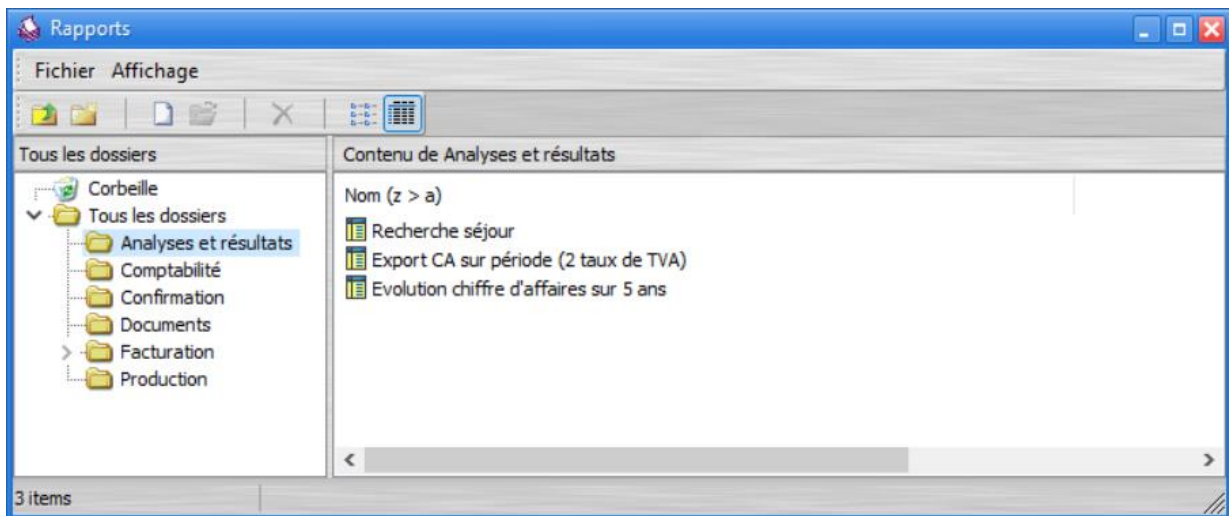 Rapports
Fichier Affichage
Tous les dossiers
Corbeille
Tous les dossiers
Analyses et résultats
Comptabilité
Confirmation
Documents
Facturation
Production
Contenu de Analyses et résultats
Nom (z > a)
Recherche séjour
Export CA sur période (2 taux de TVA)
Evolution chiffre d'affaires sur 5 ans
3 items